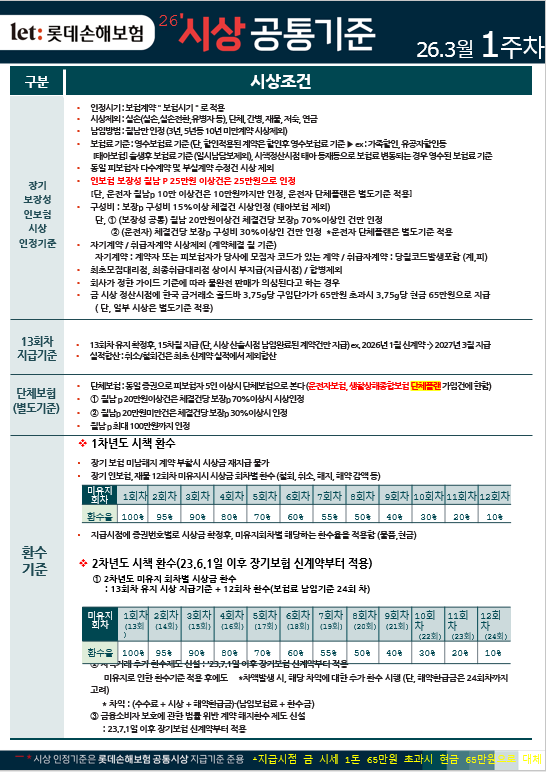 let: 롯데손해보험
26'시상 공통기준
26.3월 1주차
구분
시상조건
장기
보장성
인보험
시상
인정기준
• 인정시기 : 보험계약 " 보험시기 " 로 적용
• 시상제외 : 실손(실손,실손전환,유병자 등), 단체, 간병, 재물, 저축, 연금
• 납입방법 : 월납만 인정 (3년, 5년등 10년 미만계약 시상제외)
• 보험료 기준 : 영수보험료 기준 (단, 할인적용된 계약은 할인후 영수보험료 기준 ▶ ex : 가족할인, 유공자할인등
[태아보험] 출생후 보험료 기준 (일시납담보제외), 시책정산시점 태아 등재등으로 보험료 변동되는 경우 영수된 보험료 기준
• 동일 피보험자 다수계약 및 부실계약 추정건 시상 제외
• 인보험 보장성 월납 P 25만원 이상건은 25만원으로 인정
[단, 운전자 월납p 10만 이상건은 10만원까지만 인정, 운전자 단체플랜은 별도기준 적용]
• 구성비 : 보장p 구성비 15%이상 체결건 시상인정 (태아보험 제외)
단, ① (보장성 공통) 월납 20만원이상건 체결건당 보장p 70%이상인 건만 인정
② (운전자) 체결건당 보장p 구성비 30%이상인 건만 인정 *운전자 단체플랜은 별도기준 적용
• 자기계약 / 취급자계약 시상제외 (계약체결 월 기준)
자기계약 : 계약자 또는 피보험자가 당사에 모집자 코드가 있는 계약 / 취급자계약 : 당월코드발생포함 (계,피)
• 최초모집대리점, 최종취급대리점 상이시 부지급(지급시점) / 합병제외
• 회사가 정한 가이드 기준에 따라 불완전 판매가 의심된다고 하는 경우
• 금 시상 정산시점에 한국 금거래소 골드바 3.75g당 구입단가가 65만원 초과시 3.75g당 현금 65만원으로 지급
( 단, 일부 시상은 별도기준 적용)
13회차
지급기준
• 13회차 유지 확정후, 15차월 지급 (단, 시상 산출시점 납입완료된 계약건만 지급) ex. 2026년 1월 신계약 -> 2027년 3월 지급
• 실적합산 : 취소/철회건은 최초 신계약 실적에서 제외합산
단체보험
(별도기준)
• 단체보험 : 동일 증권으로 피보험자 5인 이상시 단체보험으로 본다 (운전자보험, 생활상해종합보험 단체플랜 가입건에 한함)
• ① 월납 p 20만원이상건은 체결건당 보장p 70%이상시 시상인정
• ② 월납p 20만원미만건은 체결건당 보장p 30%이상시 인정
• 월납 p 최대 100만원까지 인정
환수
기준
❖ 1차년도 시책 환수
• 장기 보험 미납해지 계약 부활시 시상금 재지급 불가
• 장기 인보험, 재물 12회차 미유지시 시상금 회차별 환수 (철회, 취소, 해지, 해약 감액 등)
미유지 회차 1회차 2회차 3회차 4회차 5회차 6회차 7회차 8회차 9회차 10회차 11회차 12회차
환수율 100% 95% 90% 80% 70% 60% 55% 50% 40% 30% 20% 10%
• 지급시점에 증권번호별로 시상금 확정후, 미유지회차별 해당하는 환수율을 적용함 (물품,현금)
❖ 2차년도 시책 환수(23.6.1일 이후 장기보험 신계약부터 적용)
① 2차년도 미유지 회차별 시상금 환수
: 13회차 유지 시상 지급기준 + 12회차 환수(보험료 납입기준 24회 차)
미유지 회차 1회차 (13회) 2회차 (14회) 3회차 (15회) 4회차 (16회) 5회차 (17회) 6회차 (18회) 7회차 (19회) 8회차 (20회) 9회차 (21회) 10회차 (22회) 11회차 (23회) 12회차 (24회)
환수율 100% 95% 90% 80% 70% 60% 55% 50% 40% 30% 20% 10%
추가 환수제도 신설 : '23.7.1일 이후 장기보험 신계약부터 적용
미유지로 인한 환수기준 적용 후에도 *차액발생 시, 해당 차익에 대한 추가 환수 시행 (단, 해약환급금은 24회차까지
고려)
* 차익 : (수수료 + 시상 + 해약환급금)-(납입보험료 + 환수금)
③ 금융소비자 보호에 관한 법률 위반 계약 해지환수 제도 신설
: 23.7.1일 이후 장기보험 신계약부터 적용
* 시상 인정기준은 롯데손해보험 공통시상 지급기준 준용 *지급시점 금 시세 1돈 65만원 초과시 현금 65만원으로 대체